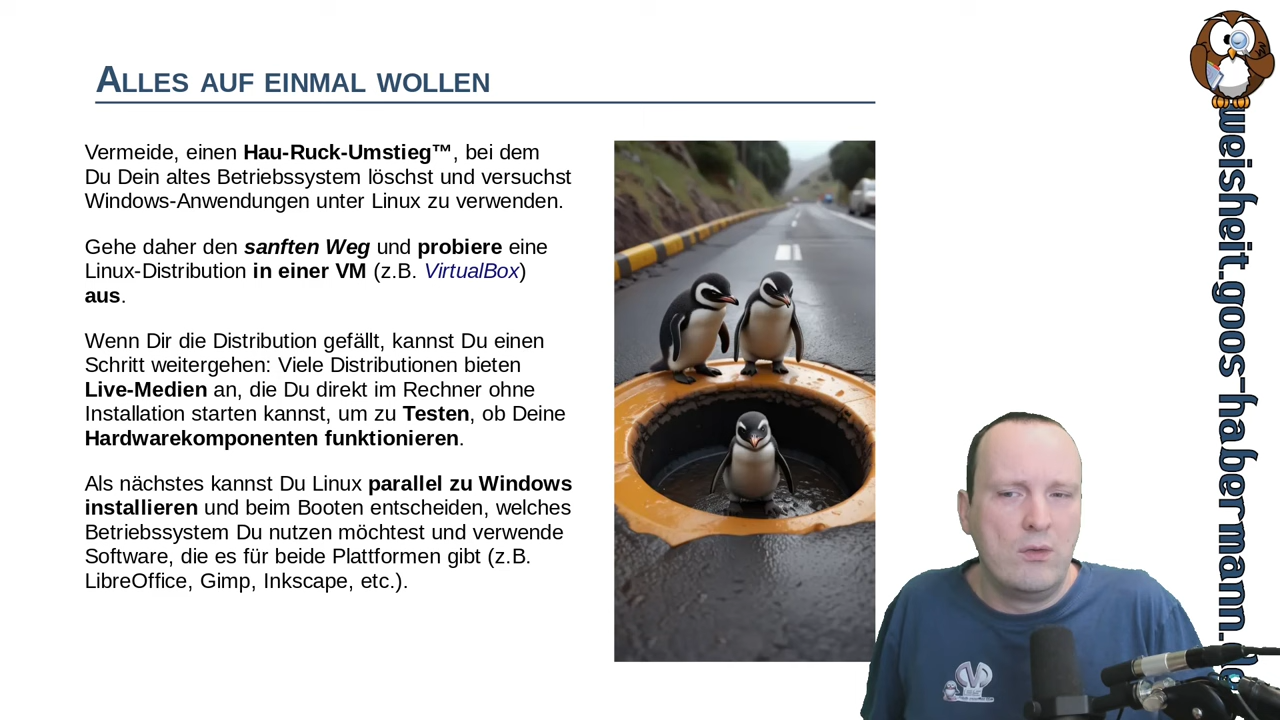 Alles auf einmal wollen
Vermeide, einen Hau-Ruck-Umstieg™, bei dem
Du Dein altes Betriebssystem löschst und versuchst
Windows-Anwendungen unter Linux zu verwenden.
Gehe daher den sanften Weg und probiere eine
Linux-Distribution in einer VM (z.B. VirtualBox)
aus.
Wenn Dir die Distribution gefällt, kannst Du einen
Schritt weitergehen: Viele Distributionen bieten
Live-Medien an, die Du direkt im Rechner ohne
Installation starten kannst, um zu Testen, ob Deine
Hardwarekomponenten funktionieren.
Als nächstes kannst Du Linux parallel zu Windows
installieren und beim Booten entscheiden, welches
Betriebssystem Du nutzen möchtest und verwende
Software, die es für beide Plattformen gibt (z.B.
LibreOffice, Gimp, Inkscape, etc.).
weisheit.goos-habermann.de